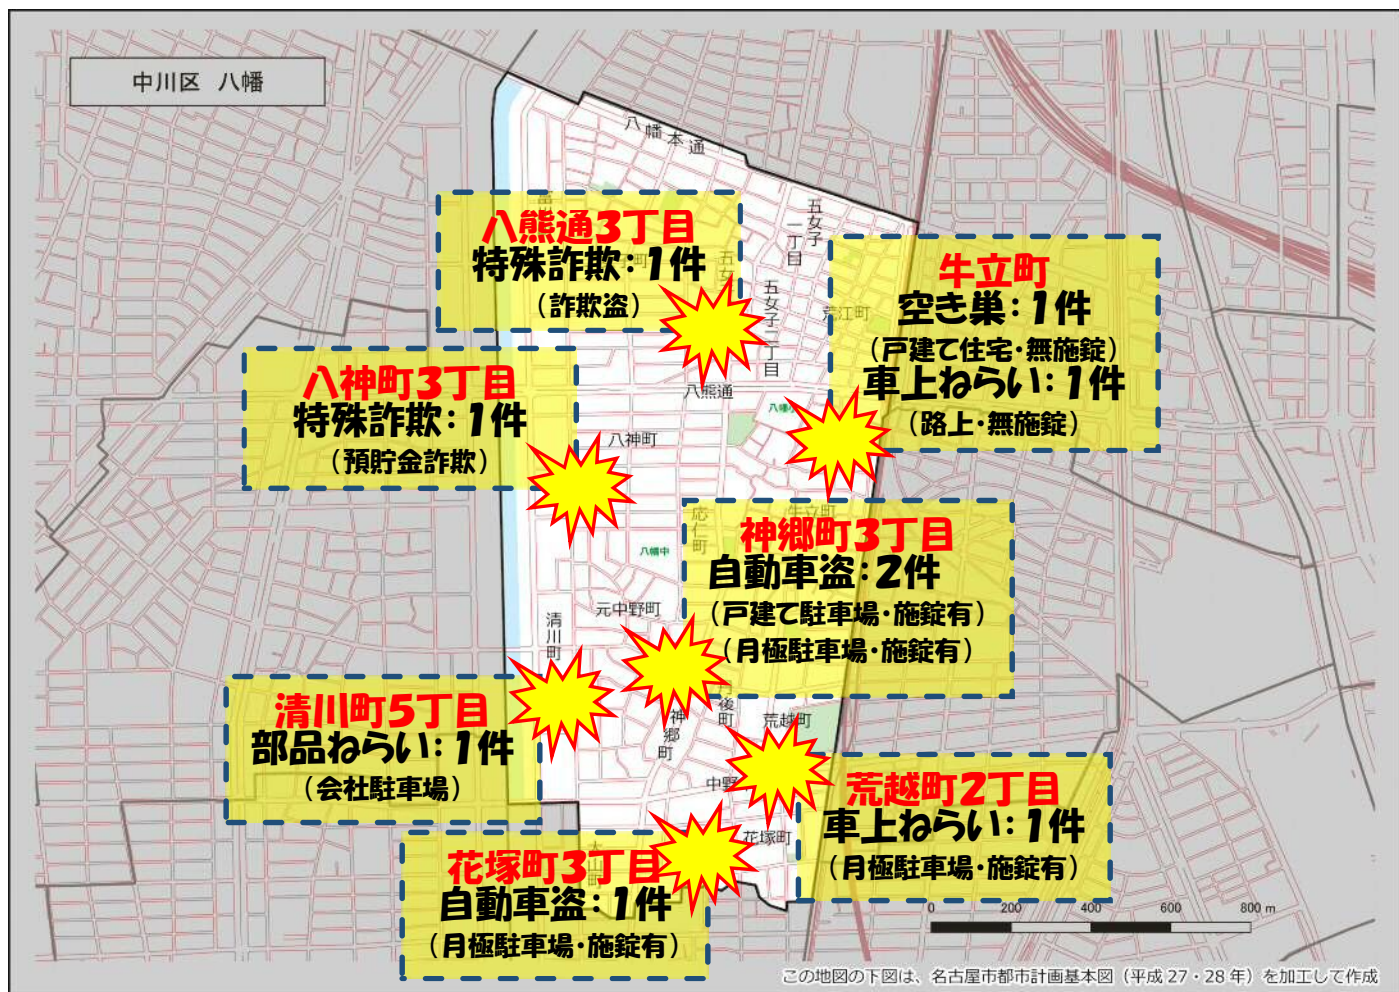 中川区 八幡
八幡本通
八熊通3丁目
特殊詐欺：1件
（詐欺盗）
五女子一丁目
五女子二丁目
牛立町
空き巣：1件
（戸建て住宅・無施錠）
車上ねらい：1件
（路上・無施錠）
荒江町
八神町3丁目
特殊詐欺：1件
（預貯金詐欺）
八熊通
八神町
牛立町
応仁町
八幡中
神郷町3丁目
自動車盗：2件
（戸建て駐車場・施錠有）
（月極駐車場・施錠有）
元中野町
清川町
清川町5丁目
部品ねらい：1件
（会社駐車場）
神郷町
荒越町
荒越町2丁目
車上ねらい：1件
（月極駐車場・施錠有）
花塚町
花塚町3丁目
自動車盗：1件
（月極駐車場・施錠有）
0 200 400 600 800 m
この地図の下図は、名古屋市都市計画基本図（平成 27・28 年）を加工して作成